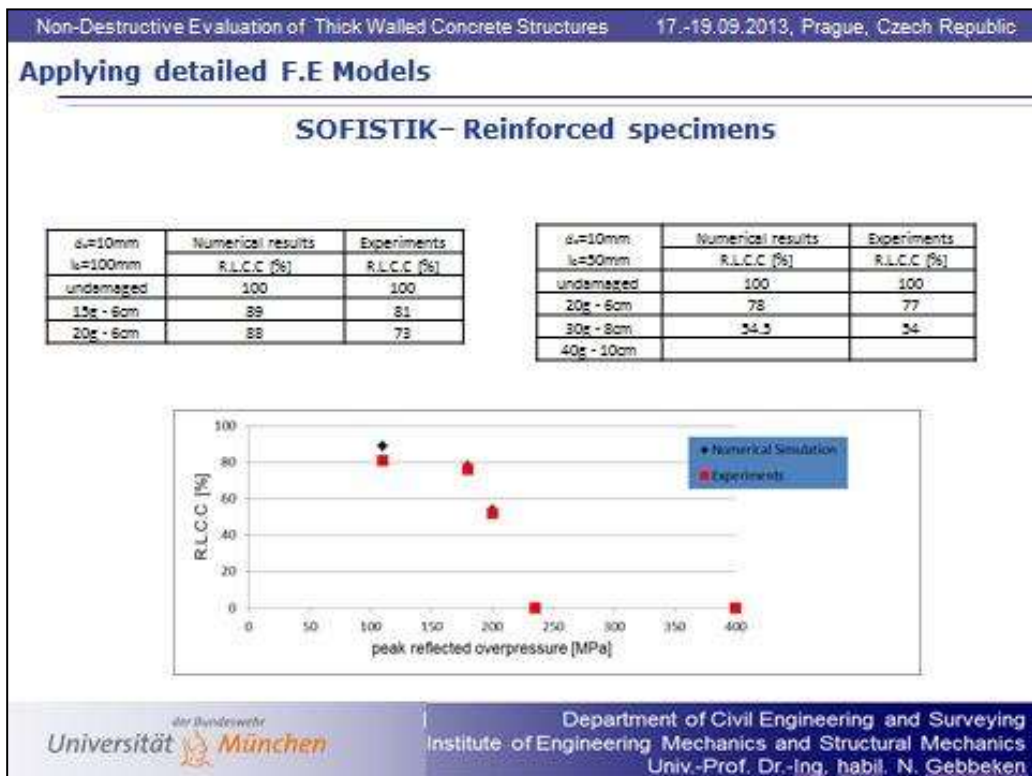 Non-Destructive Evaluation of Thick Walled Concrete Structures 17.-19.09.2013, Prague, Czech Republic
Applying detailed F.E Models
SOFISTIK– Reinforced specimens
=10mm Numerical results Experiments
=100mm R.L.C.C [%] R.L.C.C [%]
undamaged 100 100
15g - 6cm 89 81
20g - 6cm 88 73
=10mm Numerical results Experiments
=50mm R.L.C.C [%] R.L.C.C [%]
undamaged 100 100
20g - 6cm 78 77
30g - 8cm 54.5 54
40g - 10cm
100
80
60
40
20
0
R.L.C.C [%]
0 50 100 150 200 250 300 350 400
peak reflected overpressure [MPa]
Numerical Simulation
Experiments
der Bundeswehr
Universität München
Department of Civil Engineering and Surveying
Institute of Engineering Mechanics and Structural Mechanics
Univ.-Prof. Dr.-Ing. habil. N. Gebbeken